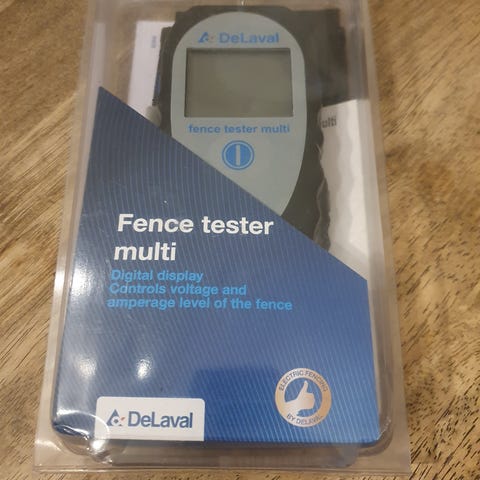 DeLaval
fence tester multi
Fence tester
multi
Digital display
Controls voltage and
amperage level of the fence
DeLaval
ELECTRIC FENCING
BY DELAVAL